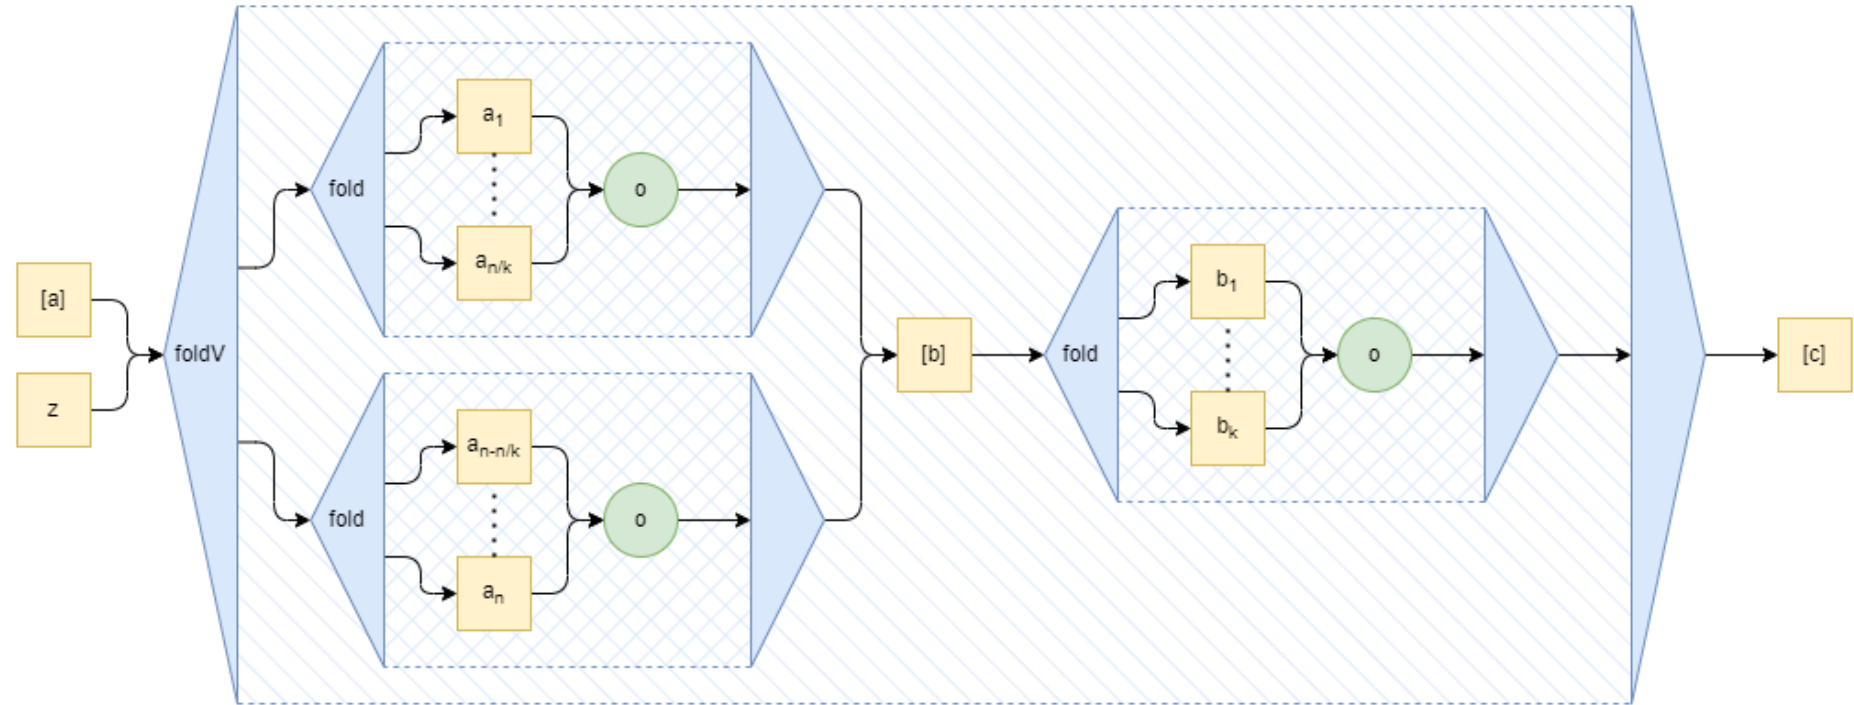 [a]
z
foldV
fold
a1
an/k
o
fold
an-n/k
an
o
[b]
fold
b1
bk
o
[c]